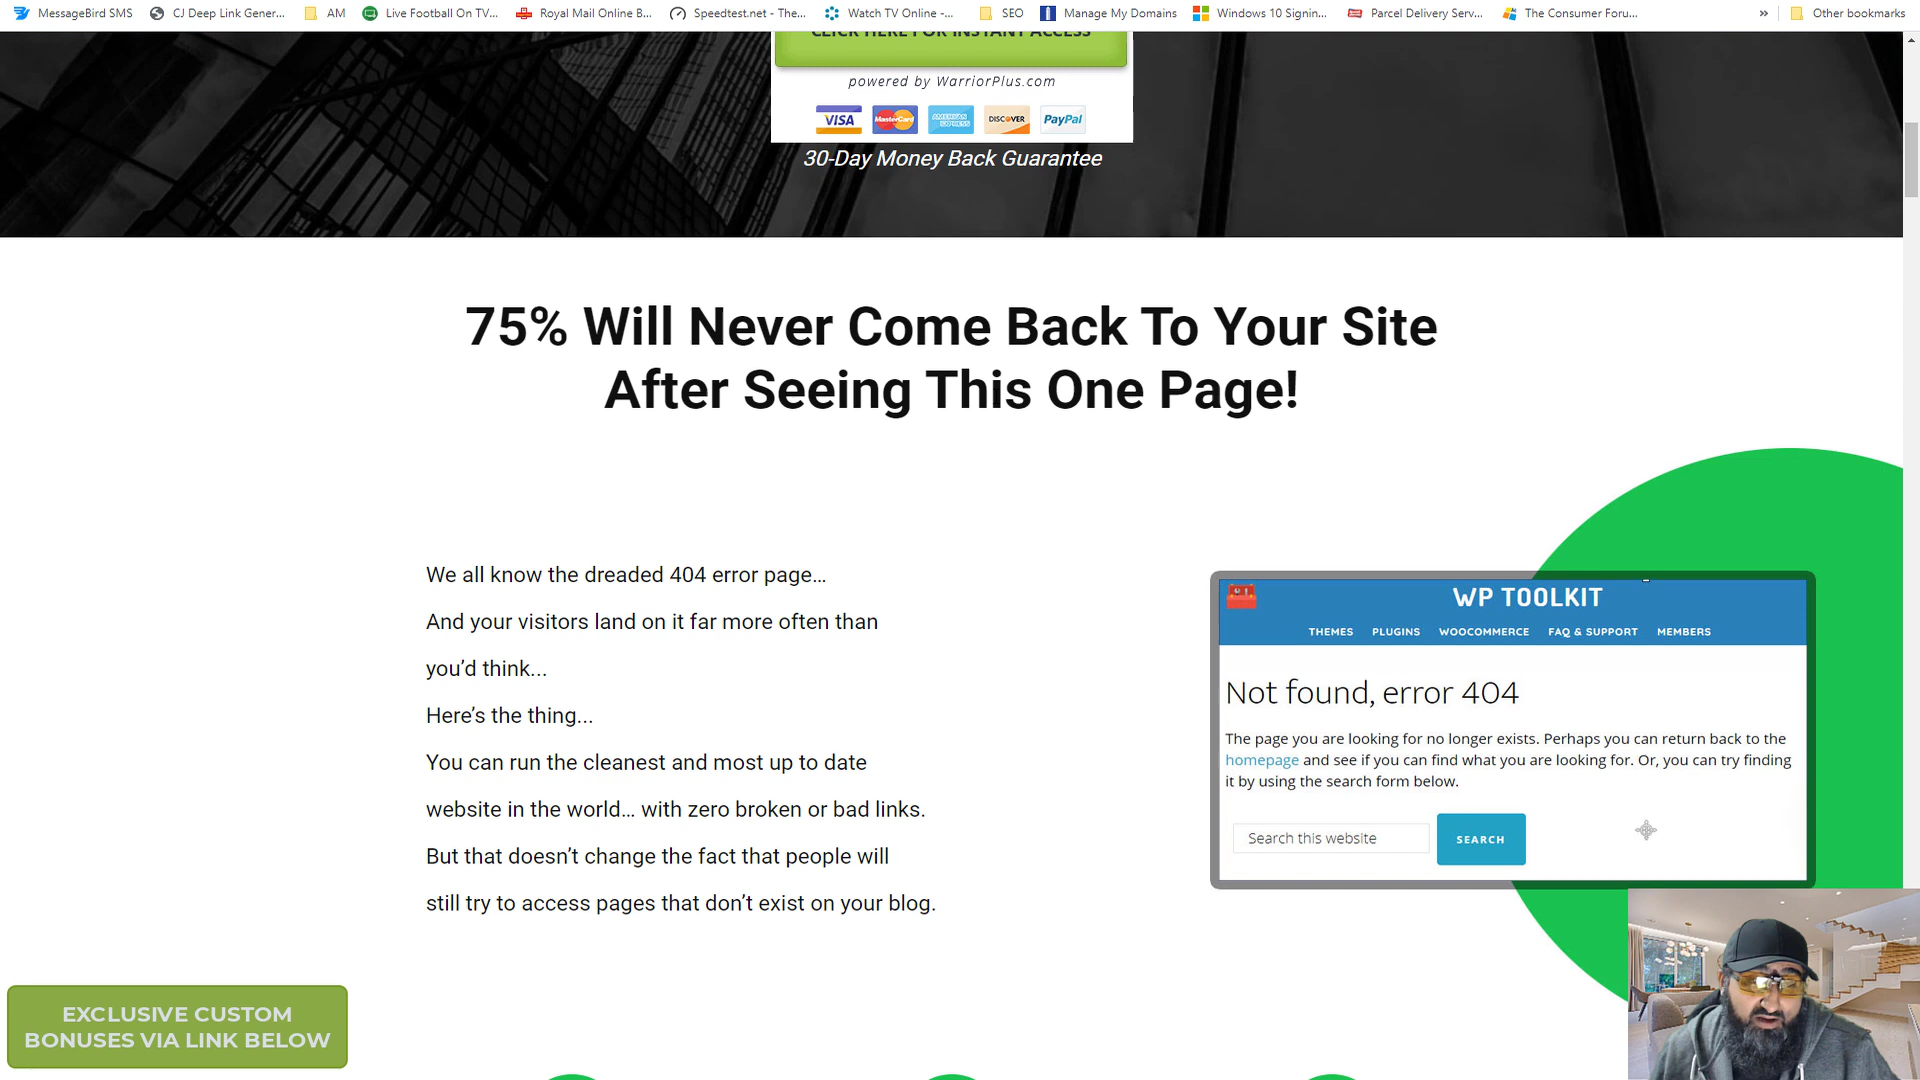 MessageBird SMS
CJ Deep Link Gener...
AM
Live Football On TV...
Royal Mail Online B...
Speedtest.net - The...
Watch TV Online -...
SEO
Manage My Domains
Windows 10 Signin...
Parcel Delivery Serv...
The Consumer Foru...
»
Other bookmarks
CLICK HERE FOR INSTANT ACCESS
powered by WarriorPlus.com
VISA
MasterCard
AMERICAN EXPRESS
DISCOVER
PayPal
30-Day Money Back Guarantee
75% Will Never Come Back To Your Site
After Seeing This One Page!
We all know the dreaded 404 error page...
And your visitors land on it far more often than
you’d think...
Here’s the thing...
You can run the cleanest and most up to date
website in the world... with zero broken or bad links.
But that doesn’t change the fact that people will
still try to access pages that don’t exist on your blog.
WP TOOLKIT
THEMES PLUGINS WOOCOMMERCE FAQ & SUPPORT MEMBERS
Not found, error 404
The page you are looking for no longer exists. Perhaps you can return back to the
homepage and see if you can find what you are looking for. Or, you can try finding
it by using the search form below.
Search this website
SEARCH
EXCLUSIVE CUSTOM
BONUSES VIA LINK BELOW